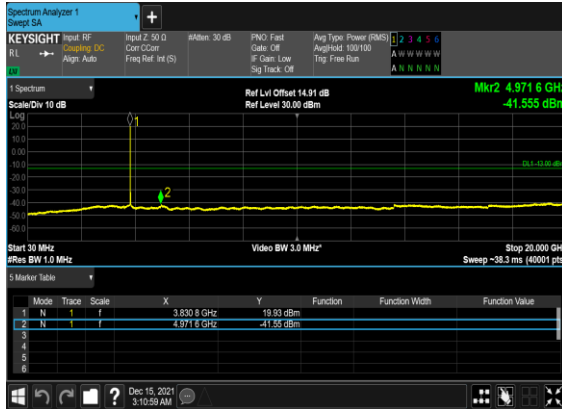 Spectrum Analyzer 1
Swept SA
+
KEYSIGHT Input: RF Input Z: 50 Ω #Atten: 30 dB PNO: Fast Avg Type: Power (RMS) 1 2 3 4 5 6
RL Coupling: DC Corr CCorr Gate: Off Avg|Hold: 100/100 A W W W W W
Align: Auto Freq Ref: Int (S) IF Gain: Low Trig: Free Run
LU Sig Track: Off A N N N N N
1 Spectrum Ref Lvl Offset 14.91 dB Mkr2 4.971 6 GHz
Scale/Div 10 dB Ref Level 30.00 dBm -41.555 dBm
Log
20.0
10.0
0.00
-10.0
DL1 -13.00 dBm
-20.0
-30.0
-40.0
-50.0
-60.0
1
2
Start 30 MHz Video BW 3.0 MHz* Stop 20.000 GHz
#Res BW 1.0 MHz Sweep ~38.3 ms (40001 pts)
5 Marker Table
Mode Trace Scale X Y Function Function Width Function Value
1 N 1 f 3.830 8 GHz 19.93 dBm
2 N 1 f 4.971 6 GHz -41.55 dBm
3
4
5
6
? Dec 15, 2021
3:10:59 AM